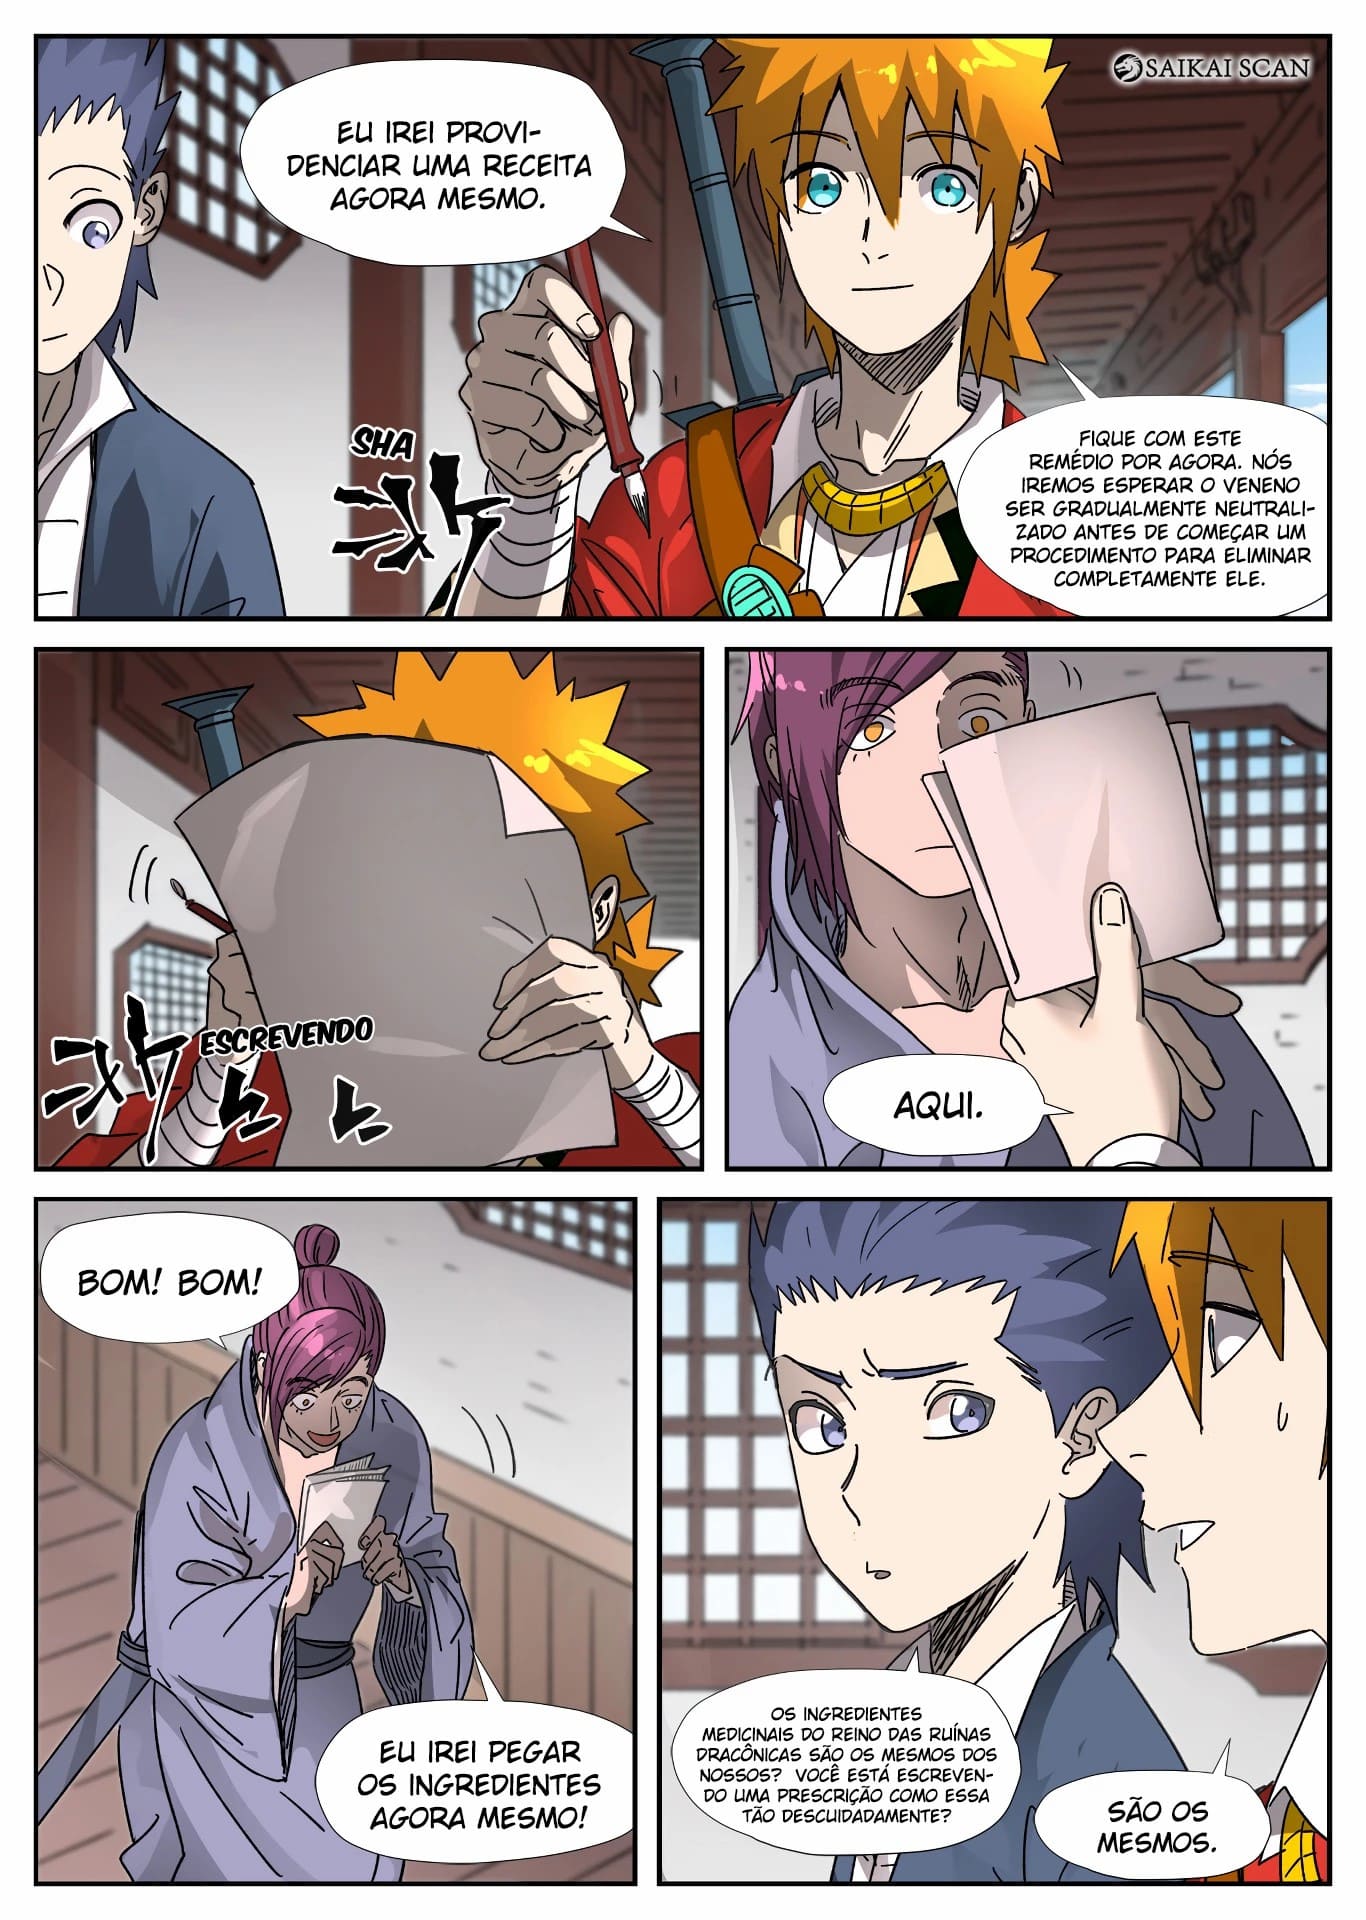 SAIKAI SCAN
EU IREI PROVI-
DENCIAR UMA RECEITA
AGORA MESMO.
SHA
FIQUE COM ESTE
REMÉDIO POR AGORA. NÓS
IREMOS ESPERAR O VENENO
SER GRADUALMENTE NEUTRALI-
ZADO ANTES DE COMEÇAR UM
PROCEDIMENTO PARA ELIMINAR
COMPLETAMENTE ELE.
ESCREVENDO
AQUI.
BOM! BOM!
EU IREI PEGAR
OS INGREDIENTES
AGORA MESMO!
OS INGREDIENTES
MEDICINAIS DO REINO DAS RUÍNAS
DRACÔNICAS SÃO OS MESMOS DOS
NOSSOS? VOCÊ ESTÁ ESCREVEN-
DO UMA PRESCRIÇÃO COMO ESSA
TÃO DESCUIDADAMENTE?
SÃO OS
MESMOS.